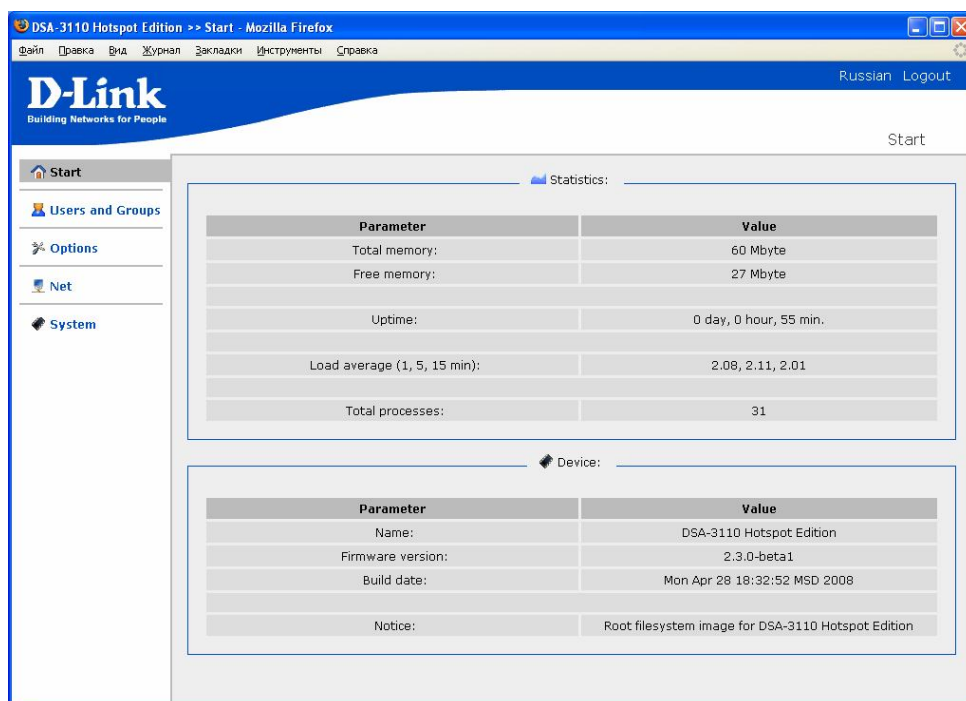 DSA-3110 Hotspot Edition >> Start - Mozilla Firefox
Файл Правка Вид Журнал Закладки Инструменты Справка
Russian Logout
D-Link
Building Networks for People
Start
Start
Users and Groups
Options
Net
System
Statistics:
Parameter Value
Total memory: 60 Mbyte
Free memory: 27 Mbyte
Uptime: 0 day, 0 hour, 55 min.
Load average (1, 5, 15 min): 2.08, 2.11, 2.01
Total processes: 31
Device:
Parameter Value
Name: DSA-3110 Hotspot Edition
Firmware version: 2.3.0-beta1
Build date: Mon Apr 28 18:32:52 MSD 2008
Notice: Root filesystem image for DSA-3110 Hotspot Edition